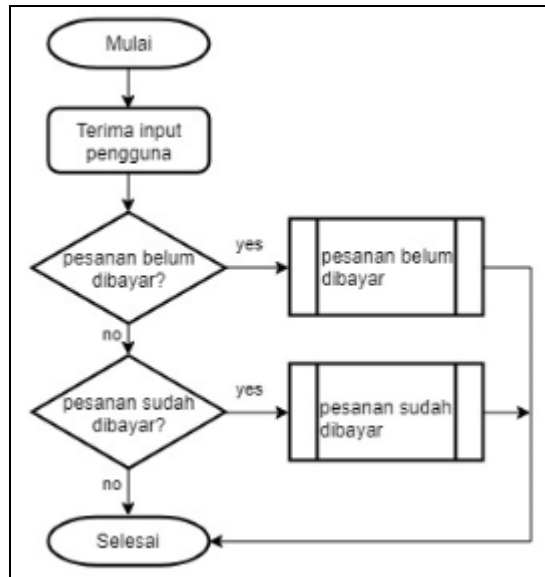 Mulai
Terima input
pengguna
pesanan belum
dibayar?
yes
pesanan belum
dibayar
no
pesanan sudah
dibayar?
yes
pesanan sudah
dibayar
no
Selesai